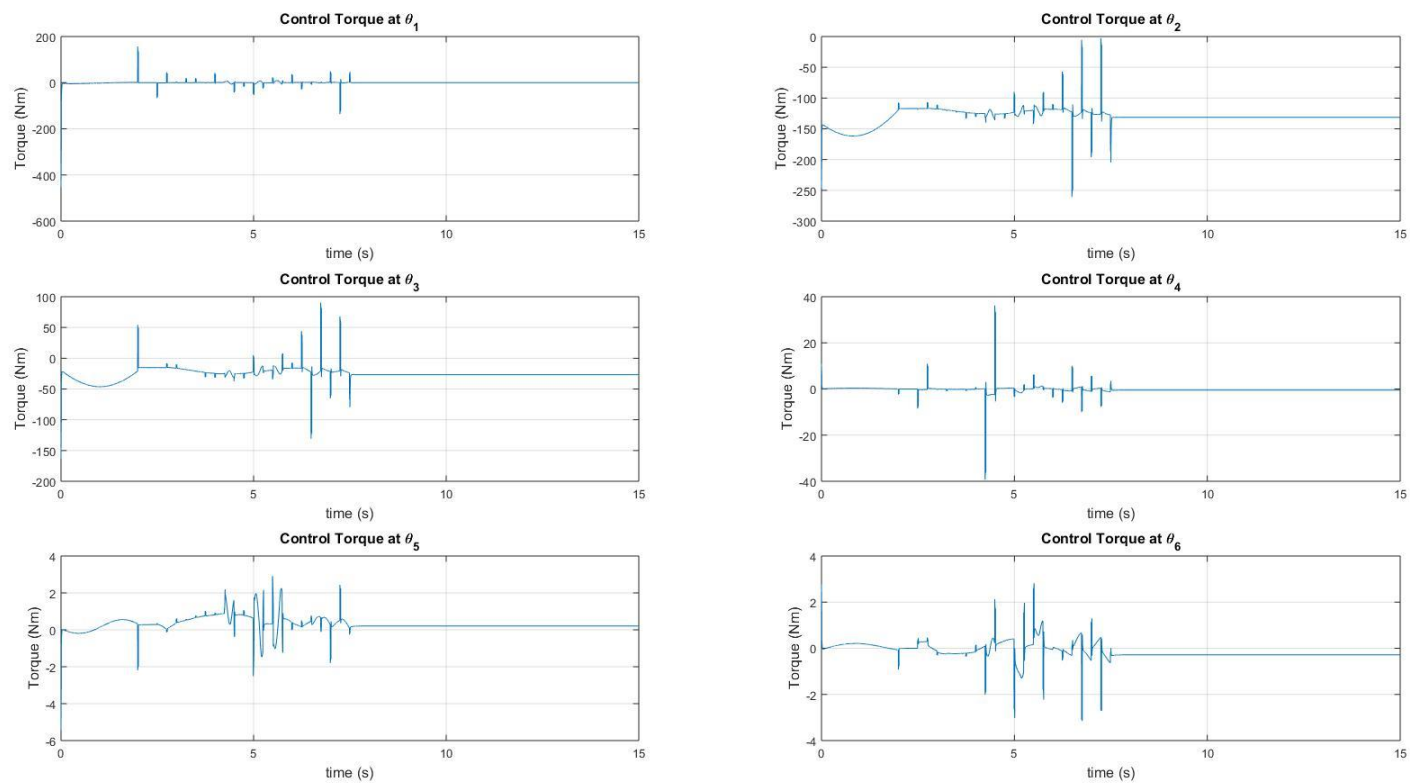 Control Torque at θ1
Torque (Nm)
200
0
-200
-400
-600
0 5 10 15
time (s)
Control Torque at θ2
Torque (Nm)
0
-50
-100
-150
-200
-250
-300
0 5 10 15
time (s)
Control Torque at θ3
Torque (Nm)
100
50
0
-50
-100
-150
-200
0 5 10 15
time (s)
Control Torque at θ4
Torque (Nm)
40
20
0
-20
-40
0 5 10 15
time (s)
Control Torque at θ5
Torque (Nm)
4
2
0
-2
-4
-6
0 5 10 15
time (s)
Control Torque at θ6
Torque (Nm)
4
2
0
-2
-4
0 5 10 15
time (s)